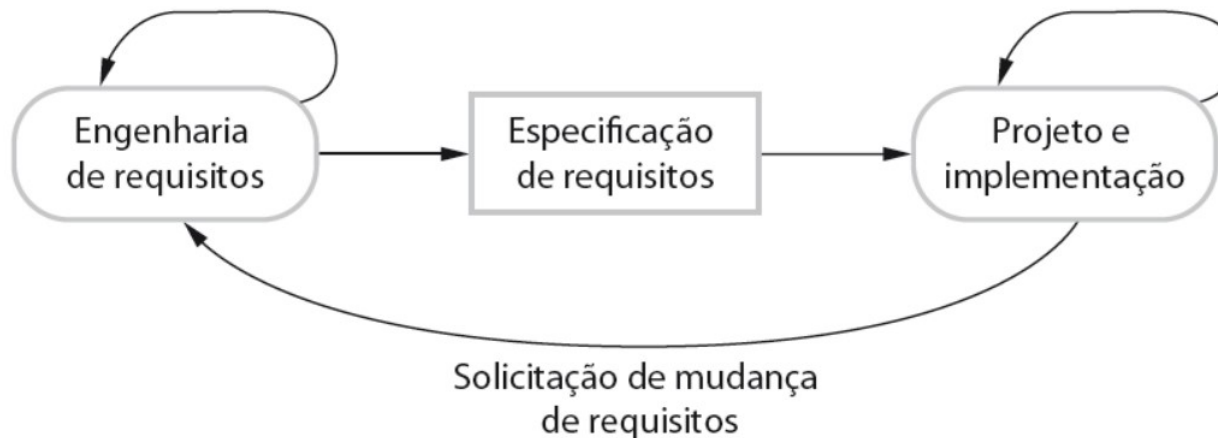 Engenharia
de requisitos
Especificação
de requisitos
Projeto e
implementação
Solicitação de mudança
de requisitos